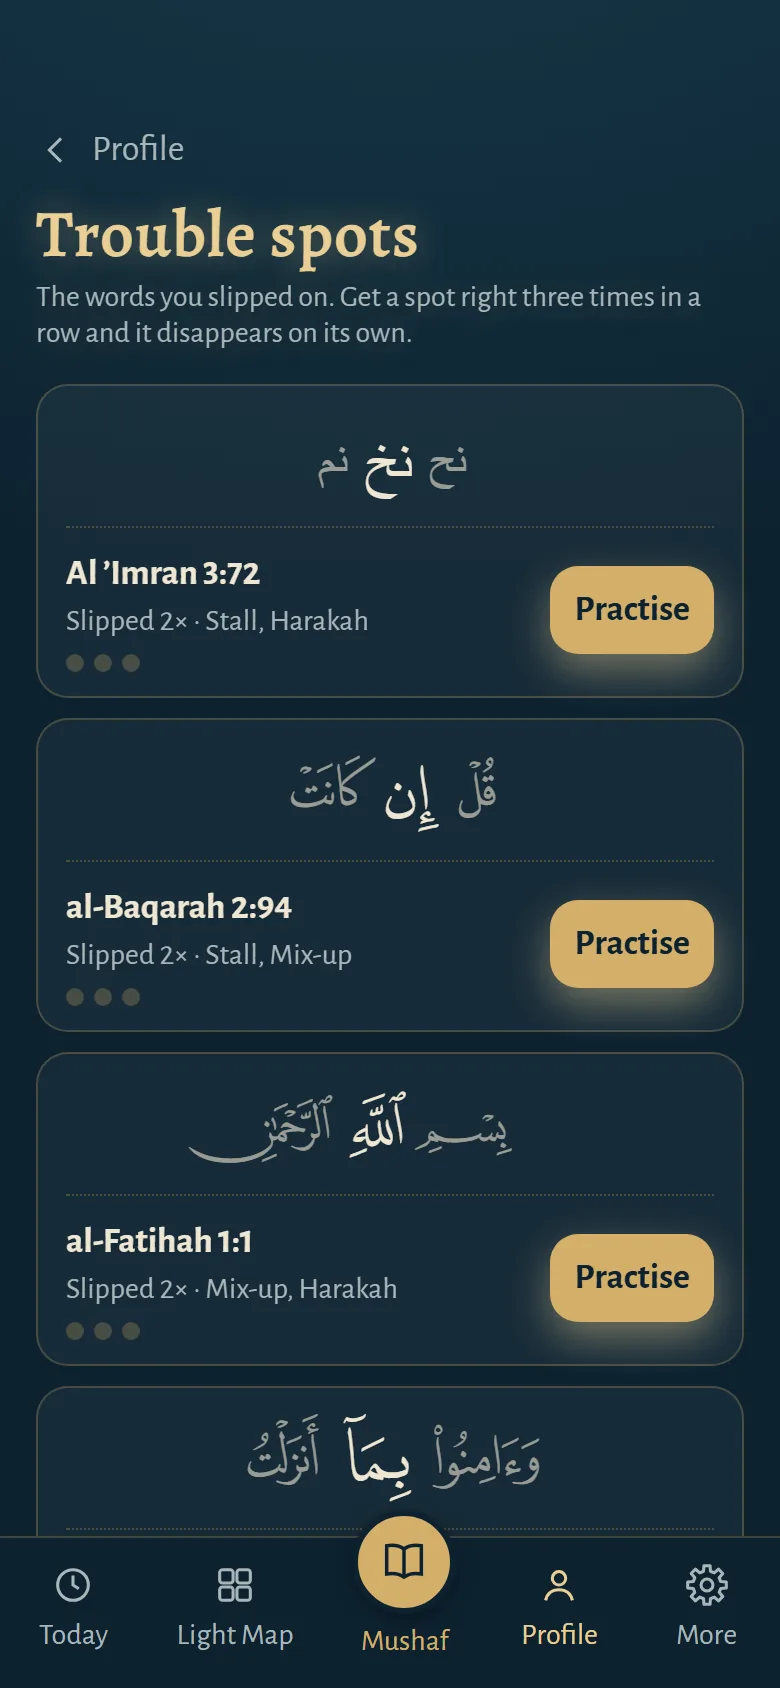 Profile
Trouble spots
The words you slipped on. Get a spot right three times in a
row and it disappears on its own.
نح نخ نم
Al ’Imran 3:72
Slipped 2× · Stall, Harakah
Practise
قُلْ إِن كَانَتْ
al-Baqarah 2:94
Slipped 2× · Stall, Mix-up
Practise
بِسْمِ ٱللَّهِ ٱلرَّحْمَٰنِ
al-Fatihah 1:1
Slipped 2× · Mix-up, Harakah
Practise
وَءَامِنُوا۟ بِمَآ أَنزَلْتُ
Today
Light Map
Mushaf
Profile
More